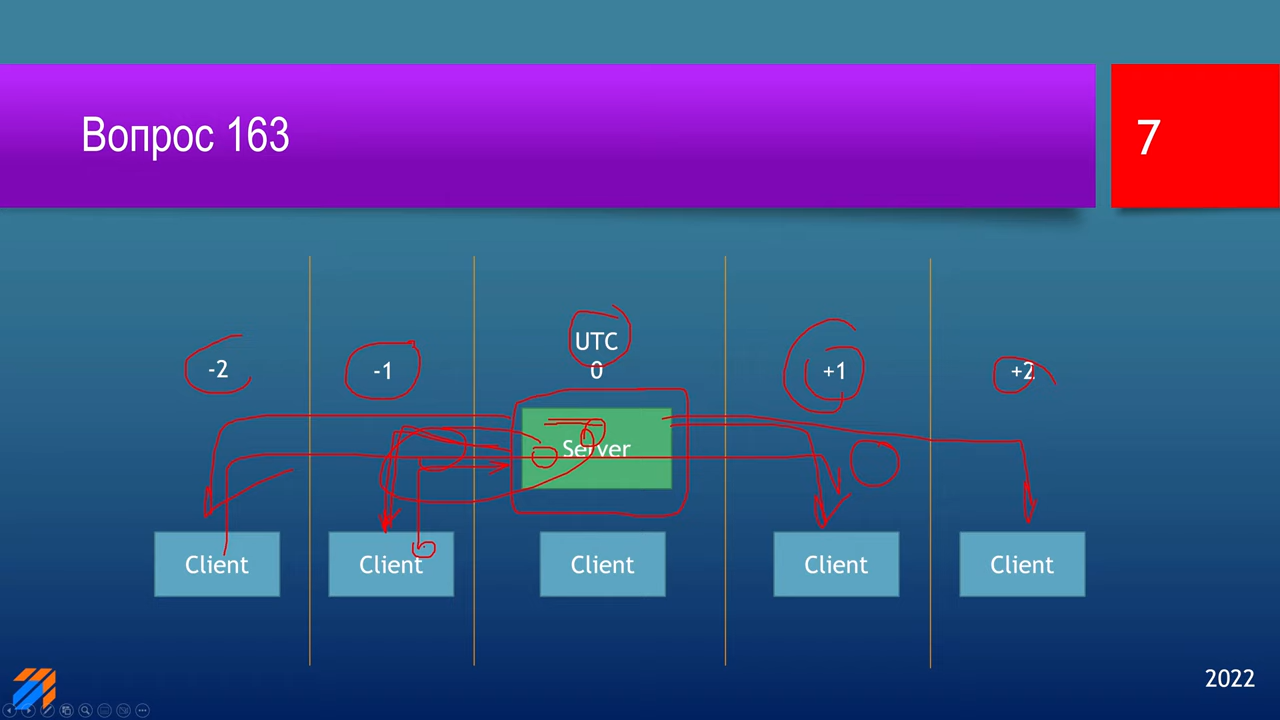 Вопрос 163
7
UTC
-2
-1
0
+1
+2
Server
Client
Client
Client
Client
Client
2022